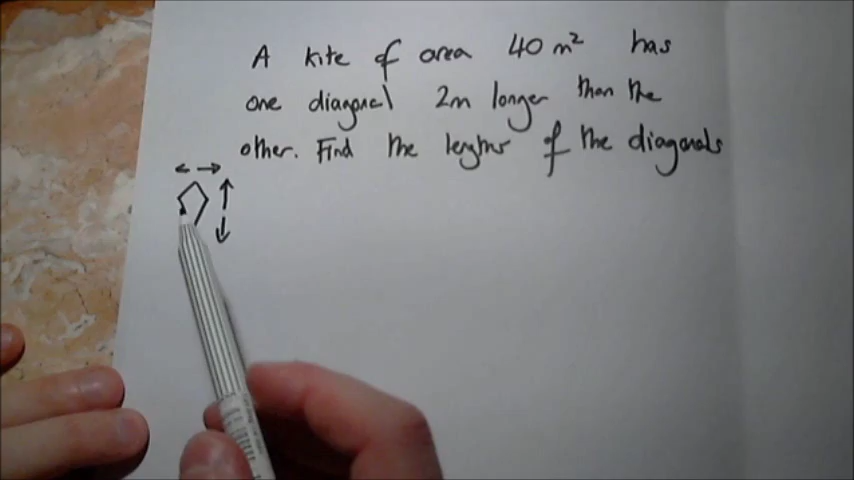 A kite of area 40 m² has
one diagonal 2m longer than the
other. Find the lengths of the diagonals